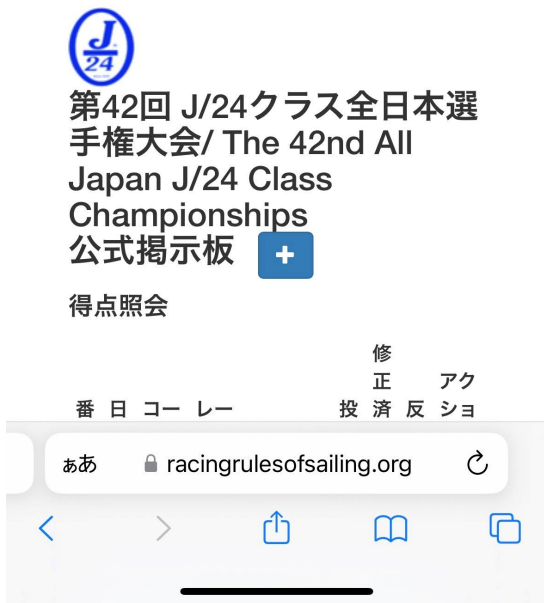 J
24
第42回 J/24クラス全日本選
手権大会/ The 42nd All
Japan J/24 Class
Championships
公式掲示板 +
得点照会
修
正 アク
番 日 コー レー 投 済 反 ショ
ぁあ racingrulesofsailing.org